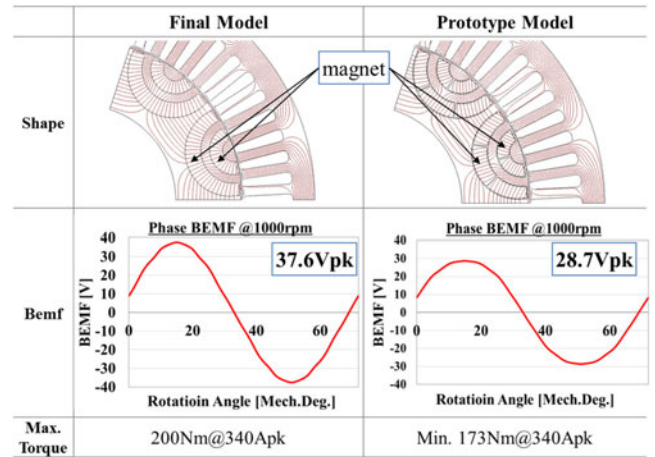 Final Model
Prototype Model
Shape
magnet
Bemf
Phase BEMF @1000rpm
37.6Vpk
BEMF [V]
40
30
20
10
0
-10
-20
-30
-40
0 20 40 60
Rotatioin Angle [Mech.Deg.]
Phase BEMF @1000rpm
28.7Vpk
BEMF [V]
40
30
20
10
0
-10
-20
-30
-40
0 20 40 60
Rotatioin Angle [Mech.Deg.]
Max.
Torque
200Nm@340Apk
Min. 173Nm@340Apk